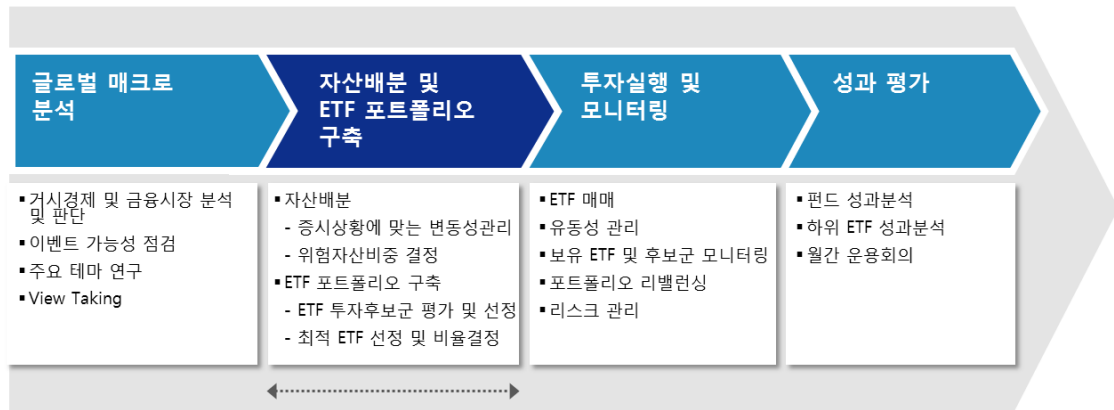 글로벌 매크로
분석
자산배분 및
ETF 포트폴리오
구축
투자실행 및
모니터링
성과 평가
▪거시경제 및 금융시장 분석
및 판단
▪이벤트 가능성 점검
▪주요 테마 연구
▪View Taking
▪자산배분
- 증시상황에 맞는 변동성관리
- 위험자산비중 결정
▪ETF 포트폴리오 구축
- ETF 투자후보군 평가 및 선정
- 최적 ETF 선정 및 비율결정
▪ETF 매매
▪유동성 관리
▪보유 ETF 및 후보군 모니터링
▪포트폴리오 리밸런싱
▪리스크 관리
▪펀드 성과분석
▪하위 ETF 성과분석
▪월간 운용회의